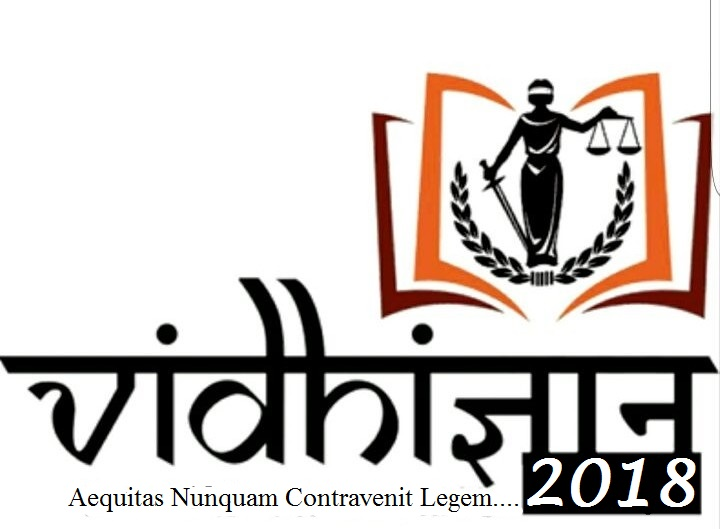 vidhiज्ञान
Aequitas Nunquam Contravenit Legem.... 2018